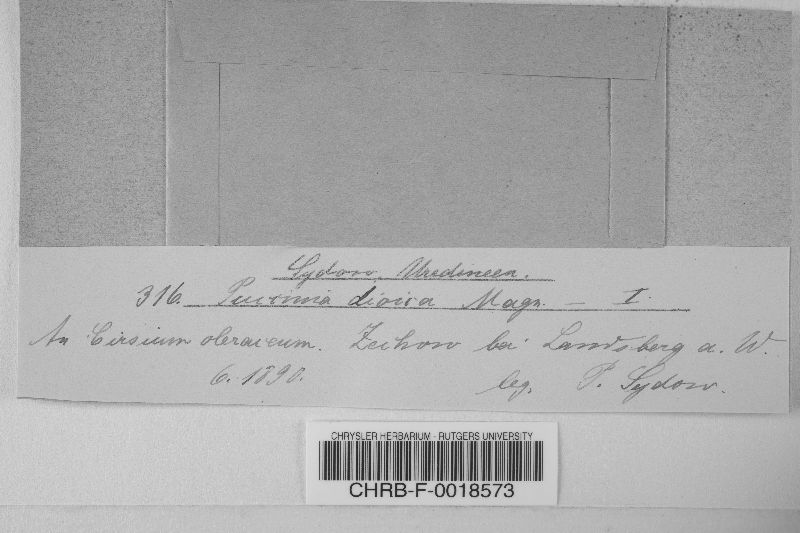 Sydow, Uredineen.
316. Puccinia dioica Magn. — I.
An Cirsium oleraceum. Zechow bei Landsberg a. W.
6. 1890. leg. P. Sydow.
CHRYSLER HERBARIUM - RUTGERS UNIVERSITY
CHRB-F-0018573